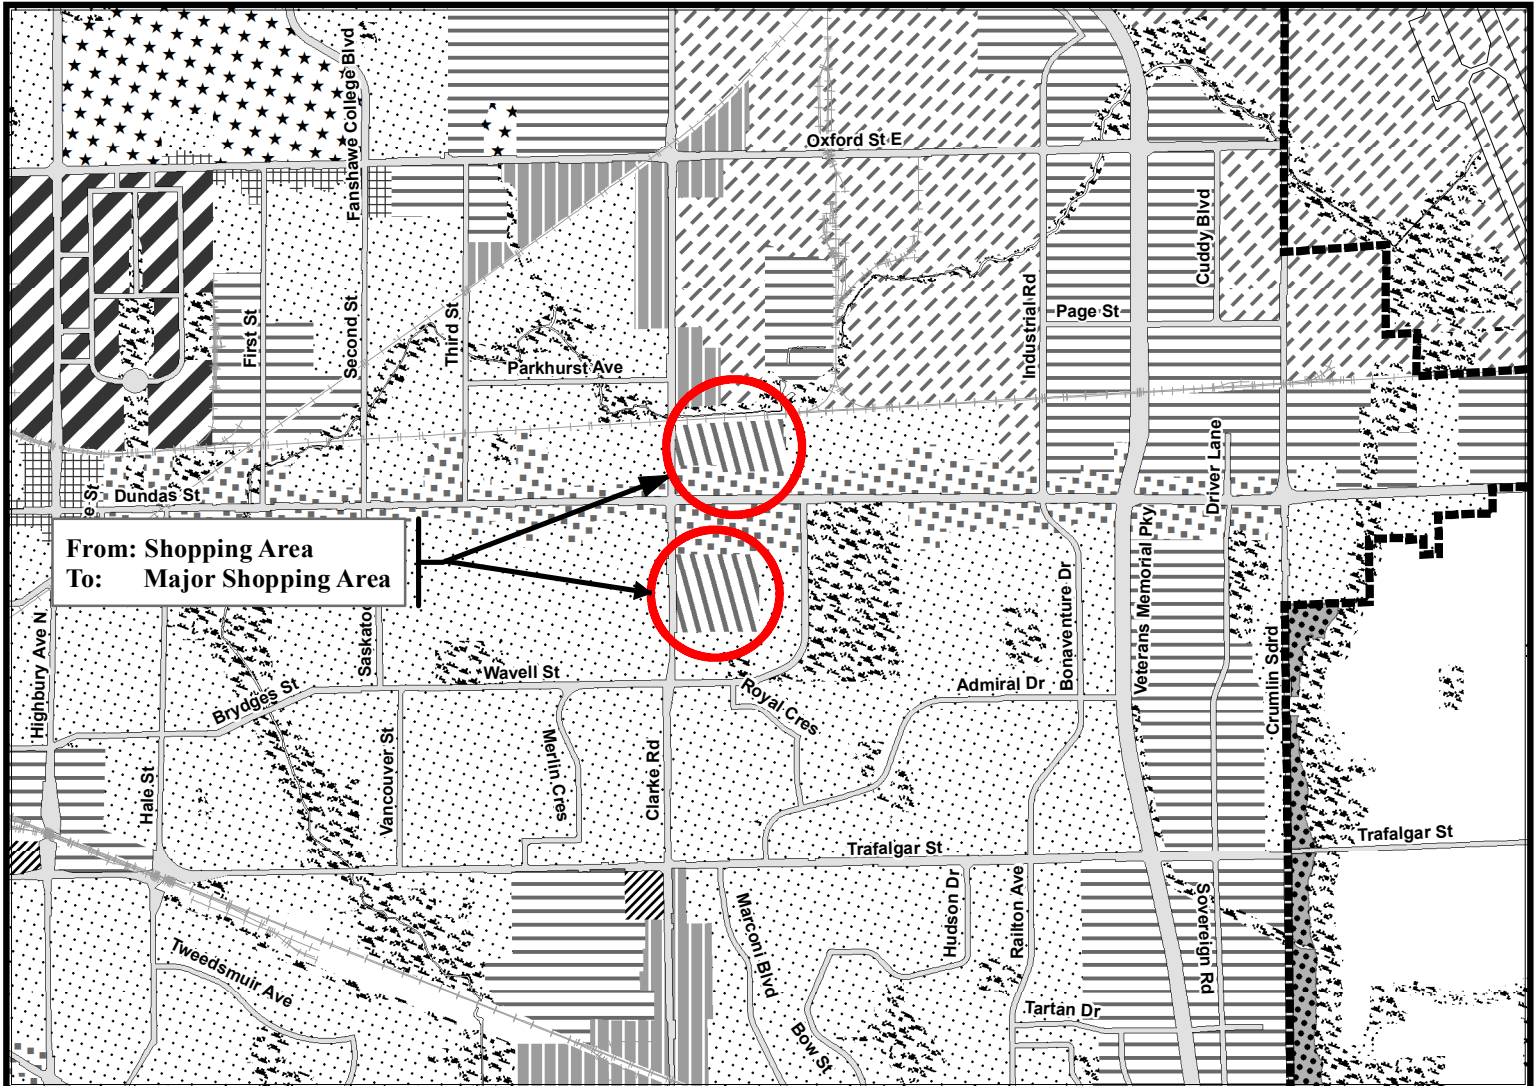 Fanshawe College Blvd
Oxford St E
Cuddy Blvd
Industrial Rd
Page St
First St
Second St
Third St
Parkhurst Ave
Driver Lane
Dundas St
e St
From: Shopping Area
To: Major Shopping Area
Highbury Ave N
Saskatoo
Veterans Memorial Pky
Bonaventure Dr
Crumlin Sdrd
Wavell St
Brydges St
Royal Cres
Admiral Dr
Hale St
Vancouver St
Merlin Cres
Clarke Rd
Trafalgar St
Trafalgar St
Marconi Blvd
Hudson Dr
Railton Ave
Sovereign Rd
Tweedsmuir Ave
Bow St
Tartan Dr